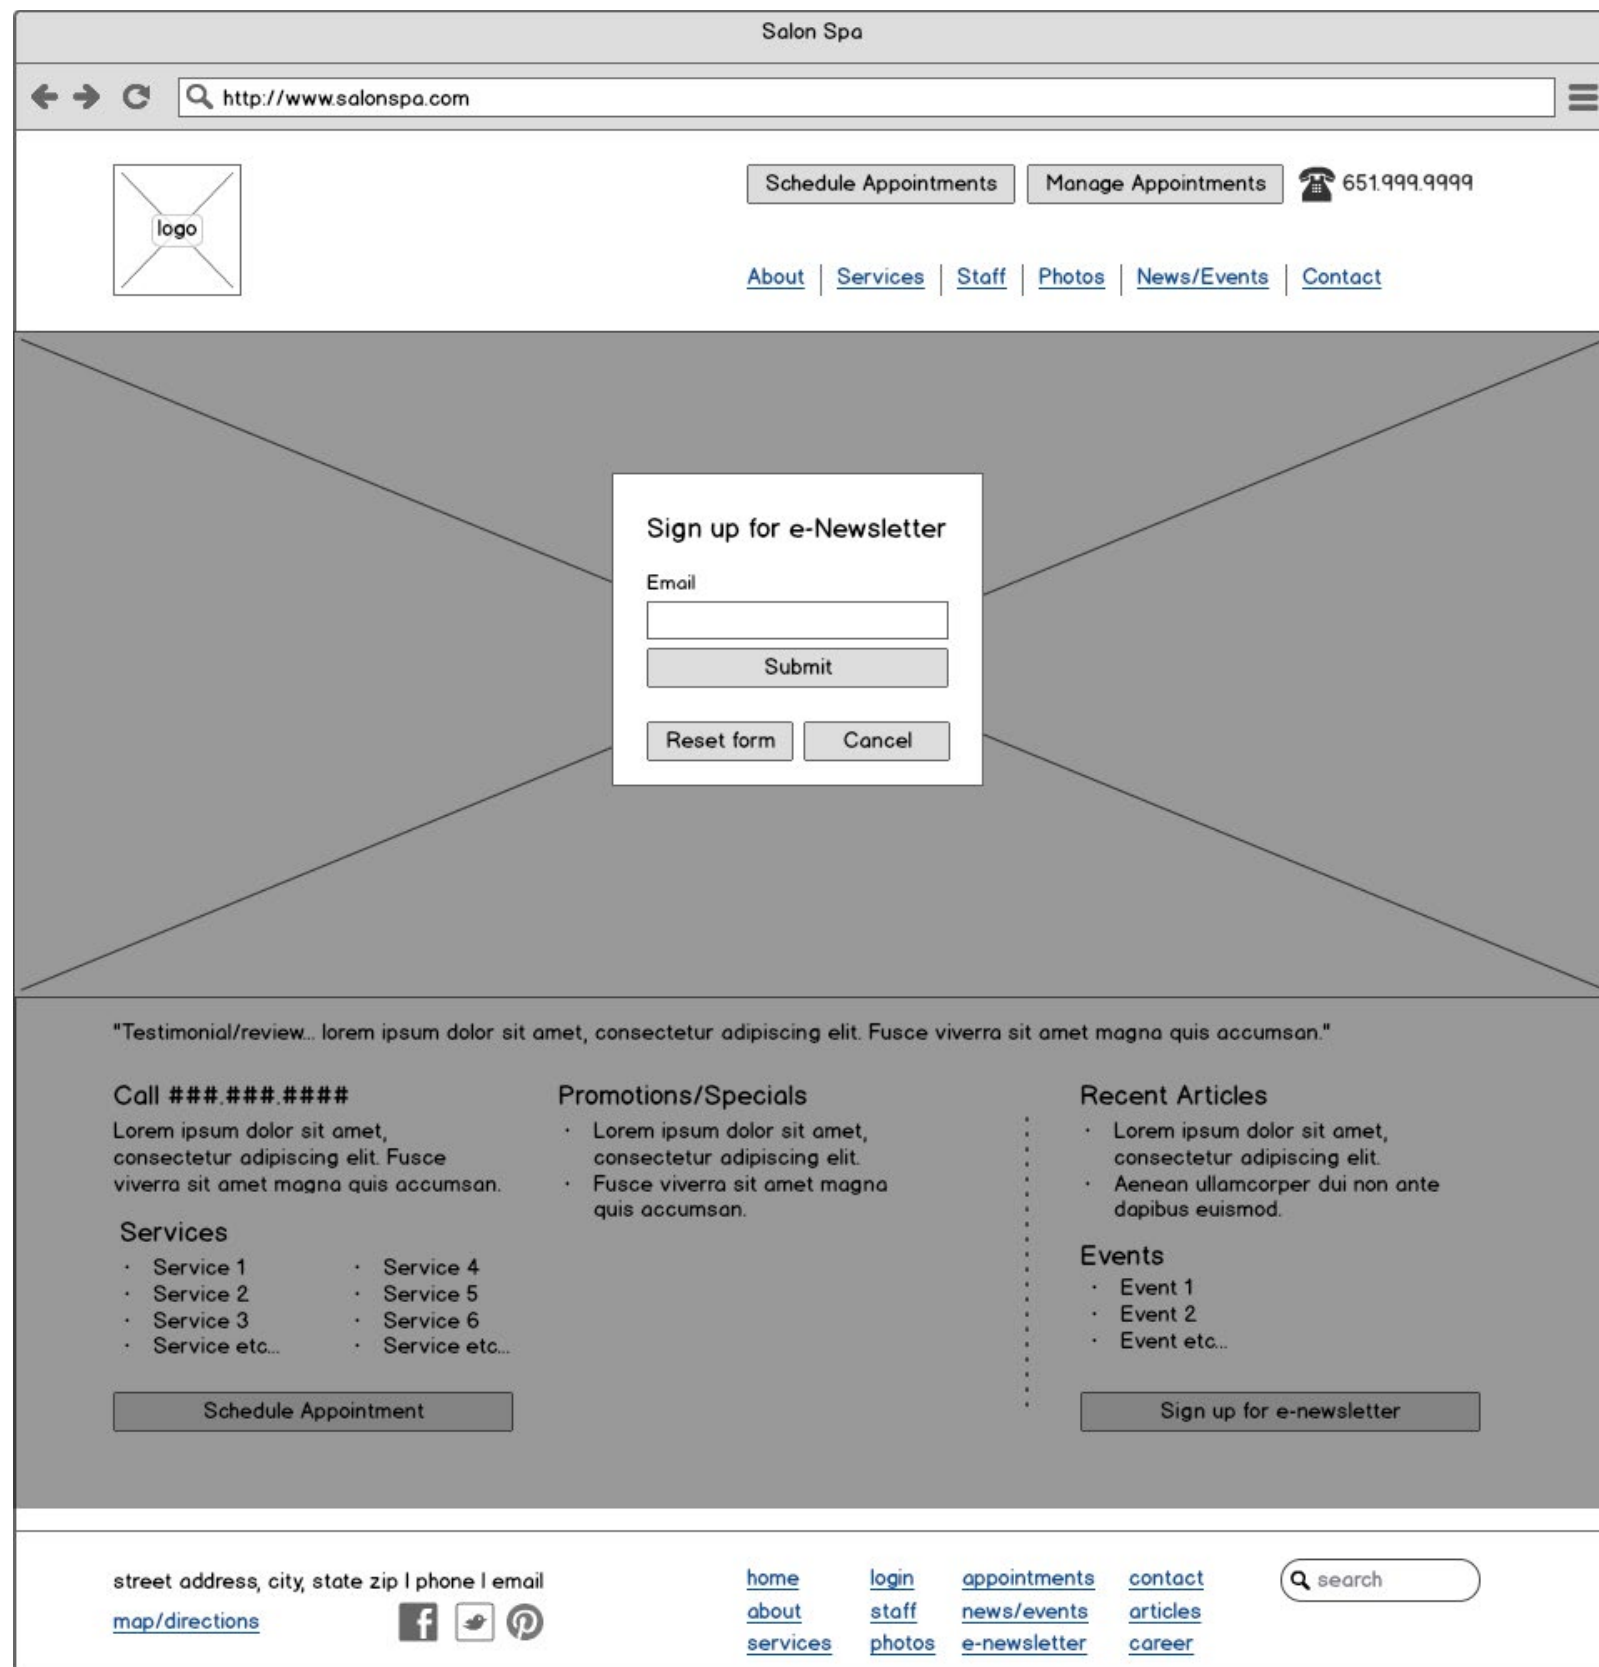 Salon Spa
http://www.salonspa.com
logo
Schedule Appointments
Manage Appointments
651.999.9999
About
Services
Staff
Photos
News/Events
Contact
Sign up for e-Newsletter
Email
Submit
Reset form
Cancel
"Testimonial/review... lorem ipsum dolor sit amet, consectetur adipiscing elit. Fusce viverra sit amet magna quis accumsan."
Call ###.###.####
Lorem ipsum dolor sit amet,
consectetur adipiscing elit. Fusce
viverra sit amet magna quis accumsan.
Services
· Service 1
· Service 2
· Service 3
· Service etc...
· Service 4
· Service 5
· Service 6
· Service etc...
Schedule Appointment
Promotions/Specials
· Lorem ipsum dolor sit amet,
consectetur adipiscing elit.
· Fusce viverra sit amet magna
quis accumsan.
Recent Articles
· Lorem ipsum dolor sit amet,
consectetur adipiscing elit.
· Aenean ullamcorper dui non ante
dapibus euismod.
Events
· Event 1
· Event 2
· Event etc...
Sign up for e-newsletter
street address, city, state zip | phone | email
map/directions
home
about
services
login
staff
photos
appointments
news/events
e-newsletter
contact
articles
career
search